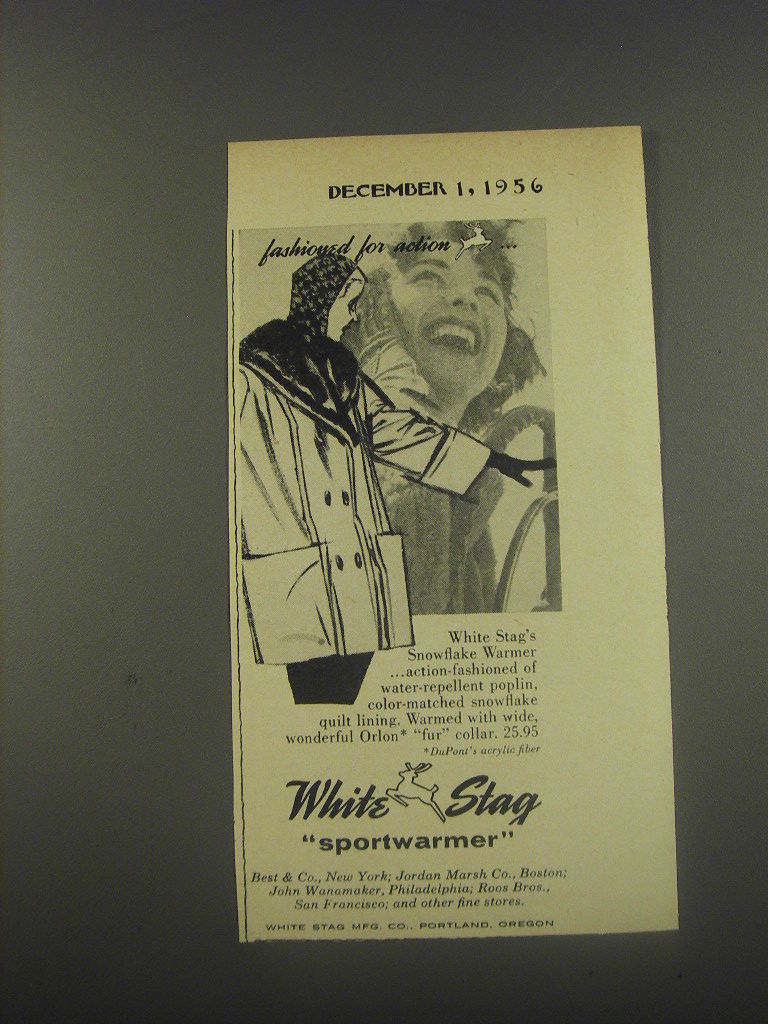 DECEMBER 1, 1956
fashioned for action ...
White Stag's
Snowflake Warmer
...action-fashioned of
water-repellent poplin,
color-matched snowflake
quilt lining. Warmed with wide,
wonderful Orlon* "fur" collar. 25.95
*DuPont's acrylic fiber
White Stag
"sportwarmer"
Best & Co., New York; Jordan Marsh Co., Boston;
John Wanamaker, Philadelphia; Roos Bros.,
San Francisco; and other fine stores.
WHITE STAG MFG. CO., PORTLAND, OREGON